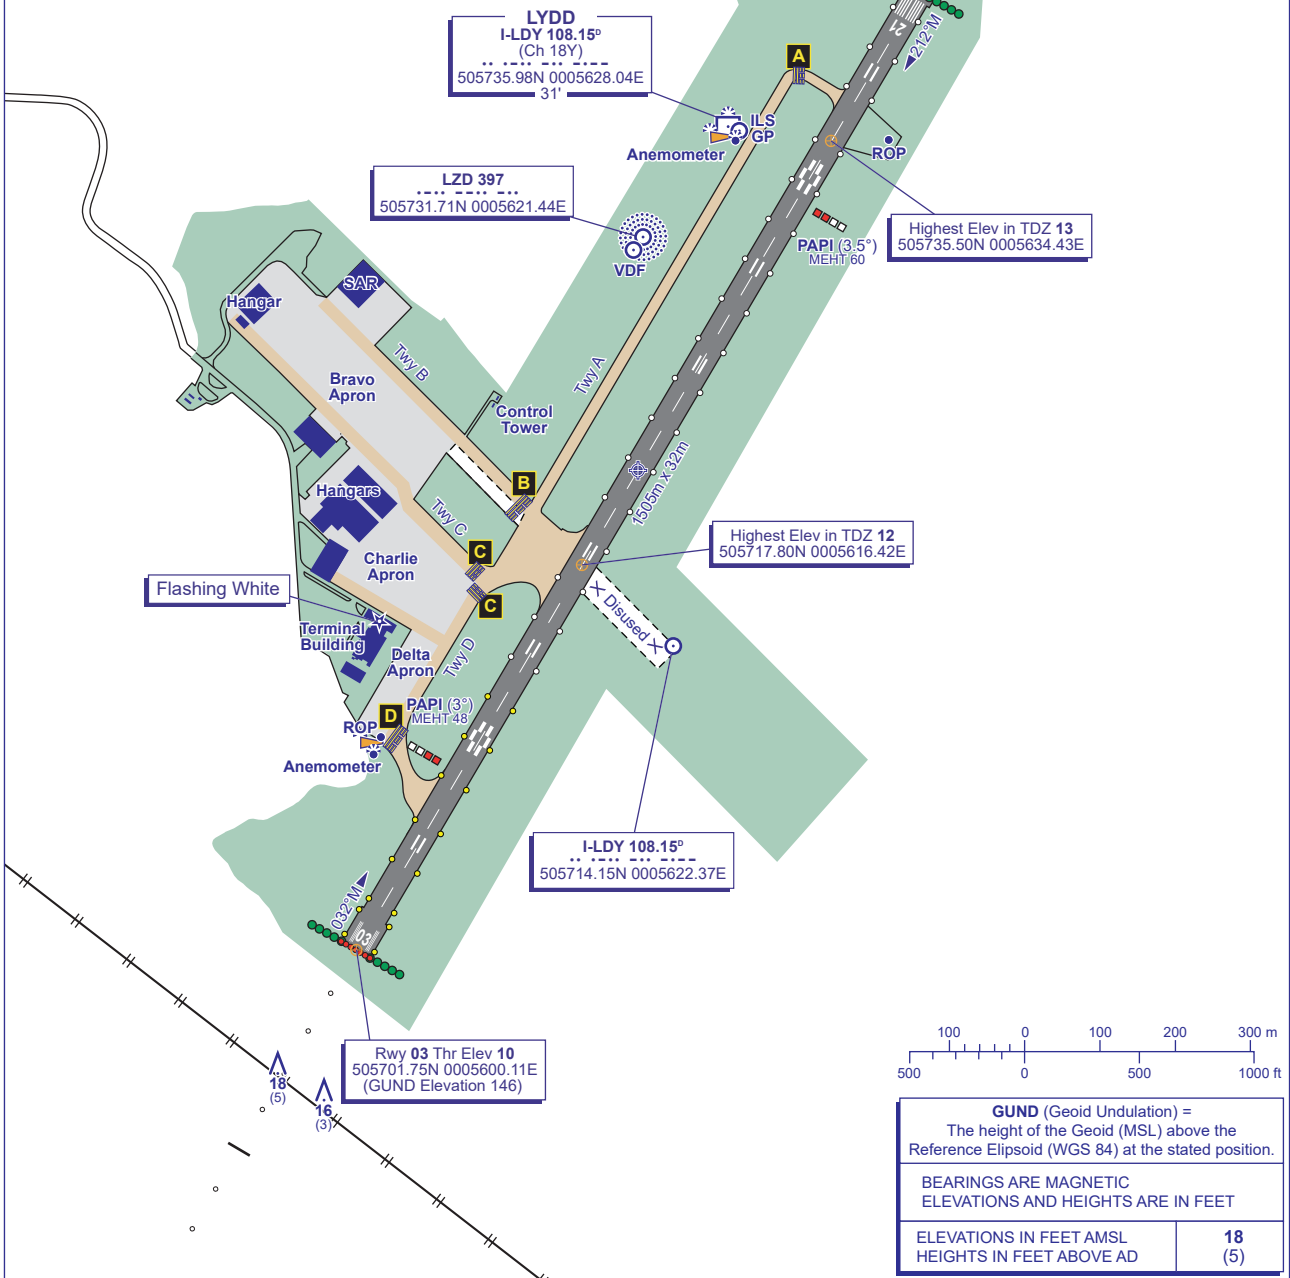 LYDD
I-LDY 108.15ᴰ
(Ch 18Y)
505735.98N 0005628.04E
31'
21
212°M
A
ILS
GP
Anemometer
ROP
LZD 397
505731.71N 0005621.44E
VDF
PAPI (3.5°)
MEHT 60
Highest Elev in TDZ 13
505735.50N 0005634.43E
SAR
Hangar
Twy B
Twy A
Bravo
Apron
Control
Tower
1505m x 32m
B
Hangars
Twy C
Highest Elev in TDZ 12
505717.80N 0005616.42E
C
Charlie
Apron
Flashing White
C
X Disused X
Terminal
Building
Delta
Apron
Twy D
PAPI (3°)
MEHT 48
D
ROP
Anemometer
I-LDY 108.15ᴰ
505714.15N 0005622.37E
032°M
03
Rwy 03 Thr Elev 10
505701.75N 0005600.11E
(GUND Elevation 146)
18
(5)
16
(3)
100 0 100 200 300 m
500 0 500 1000 ft
GUND (Geoid Undulation) =
The height of the Geoid (MSL) above the
Reference Elipsoid (WGS 84) at the stated position.
BEARINGS ARE MAGNETIC
ELEVATIONS AND HEIGHTS ARE IN FEET
ELEVATIONS IN FEET AMSL 18
HEIGHTS IN FEET ABOVE AD (5)